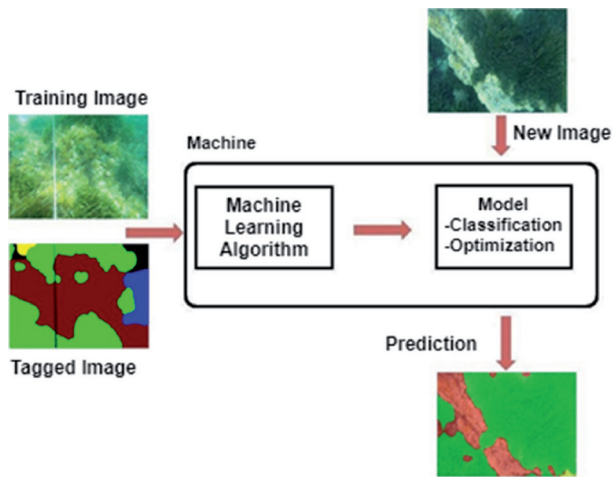 Training Image
New Image
Machine
Machine
Learning
Algorithm
Model
-Classification
-Optimization
Tagged Image
Prediction